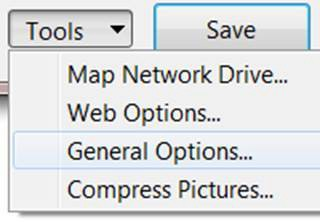 Tools Save
Map Network Drive...
Web Options...
General Options...
Compress Pictures...